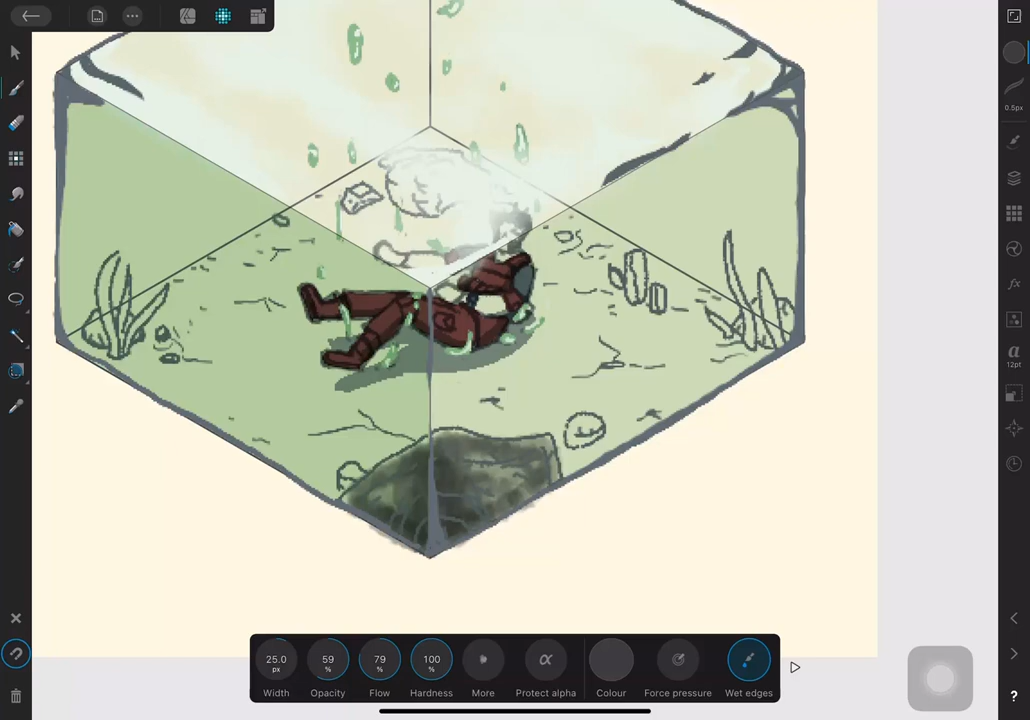 0.5px
a
12pt
25.0 px
59 %
79 %
100 %
α
Width
Opacity
Flow
Hardness
More
Protect alpha
Colour
Force pressure
Wet edges
fx
?